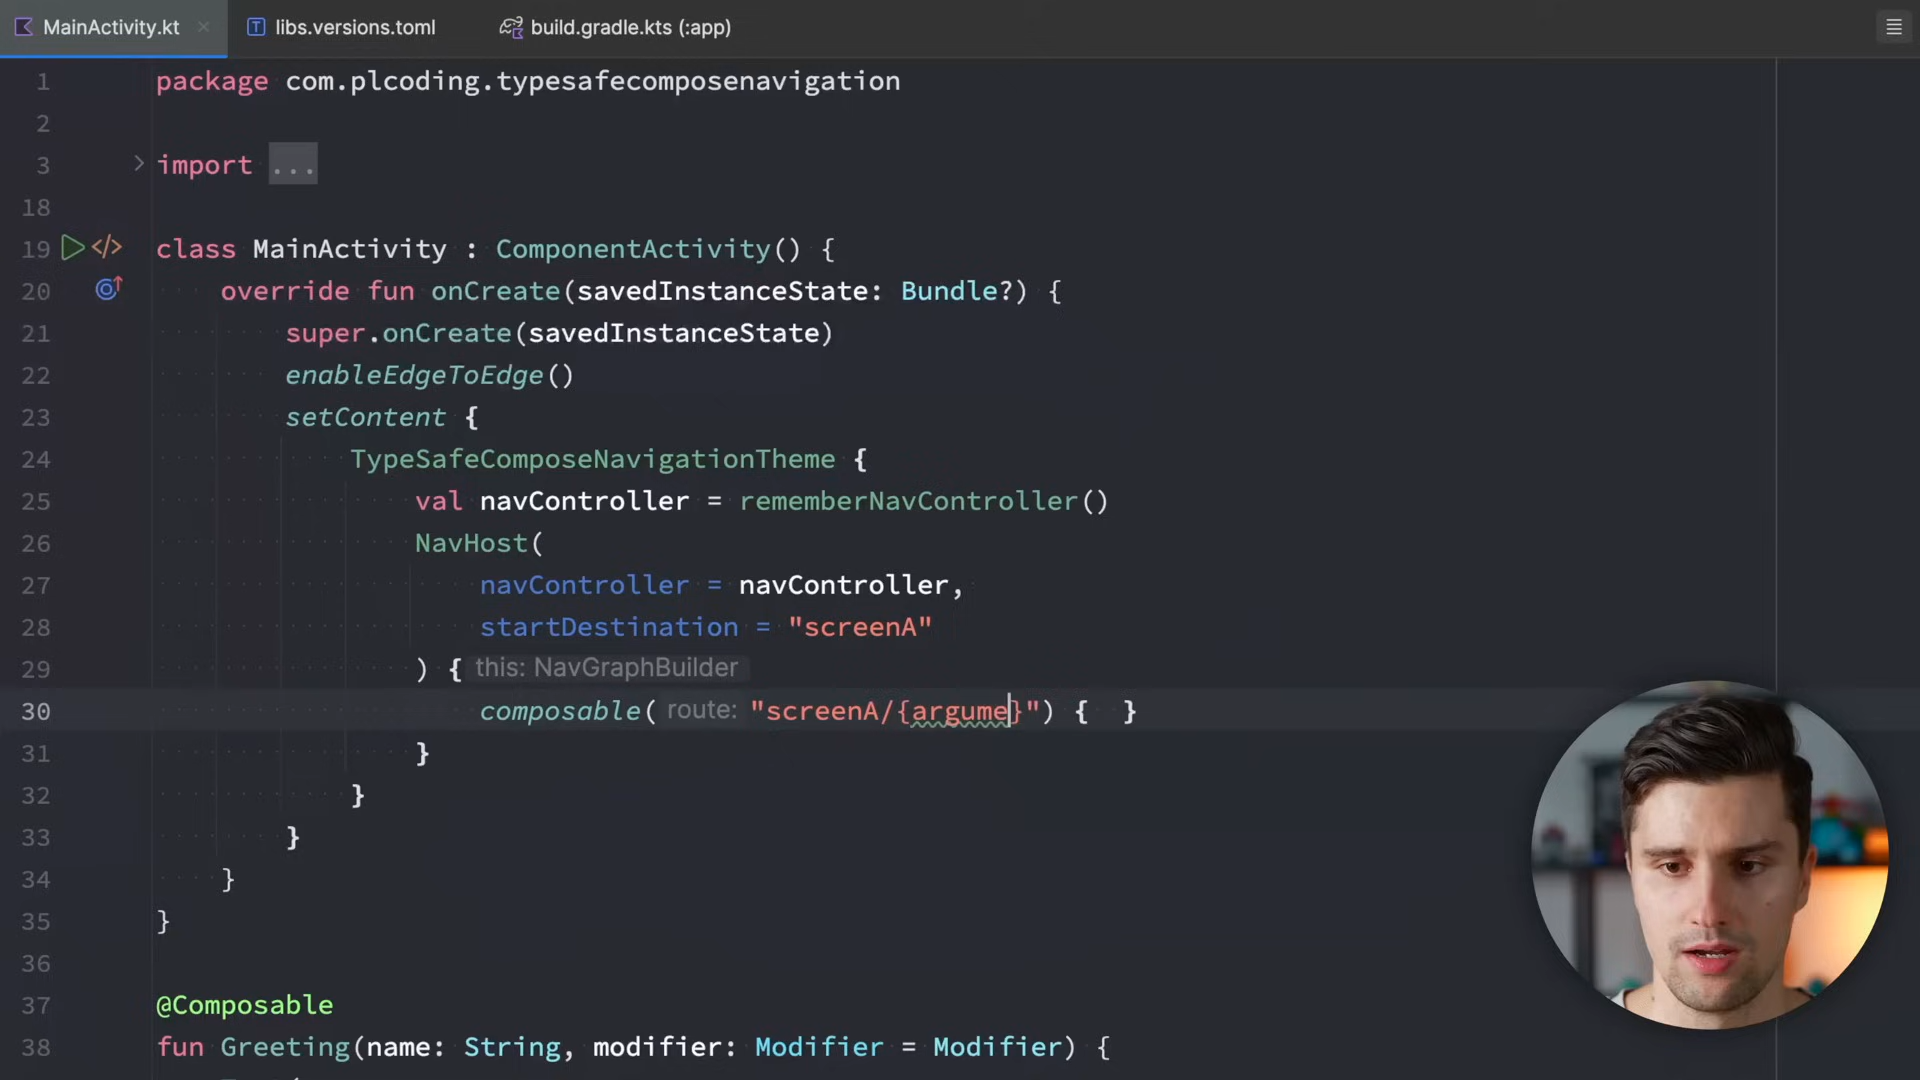 MainActivity.kt
libs.versions.toml
build.gradle.kts (:app)
1 package com.plcoding.typesafecomposenavigation
2
3 import ...
18
19 class MainActivity : ComponentActivity() {
20 override fun onCreate(savedInstanceState: Bundle?) {
21 super.onCreate(savedInstanceState)
22 enableEdgeToEdge()
23 setContent {
24 TypeSafeComposeNavigationTheme {
25 val navController = rememberNavController()
26 NavHost(
27 navController = navController,
28 startDestination = "screenA"
29 ) { this: NavGraphBuilder
30 composable( route: "screenA/{argume}") { }
31 }
32 }
33 }
34 }
35 }
36
37 @Composable
38 fun Greeting(name: String, modifier: Modifier = Modifier) {